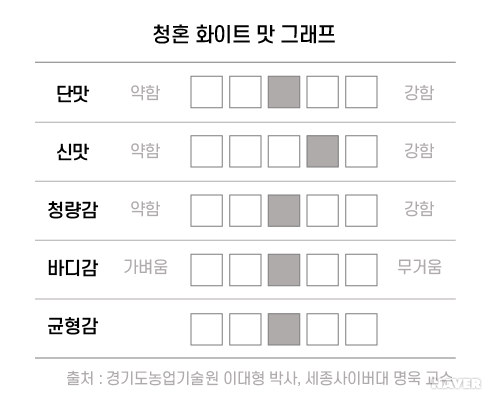 청혼 화이트 맛 그래프
단맛 약함 강함
신맛 약함 강함
청량감 약함 강함
바디감 가벼움 무거움
균형감
출처 : 경기도농업기술원 이대형 박사, 세종사이버대 명욱 교수
NAVER